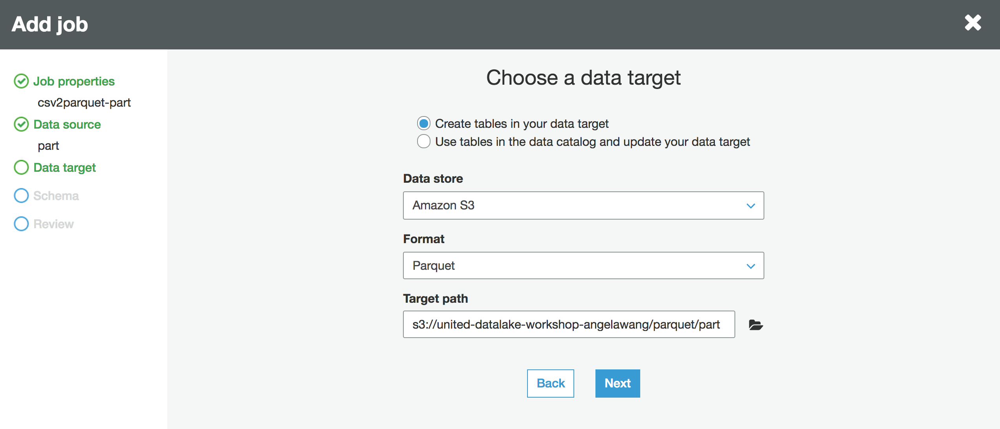 Add job
Job properties
csv2parquet-part
Data source
part
Data target
Schema
Review
Choose a data target
Create tables in your data target
Use tables in the data catalog and update your data target
Data store
Amazon S3
Format
Parquet
Target path
s3://united-datalake-workshop-angelawang/parquet/part
Back
Next